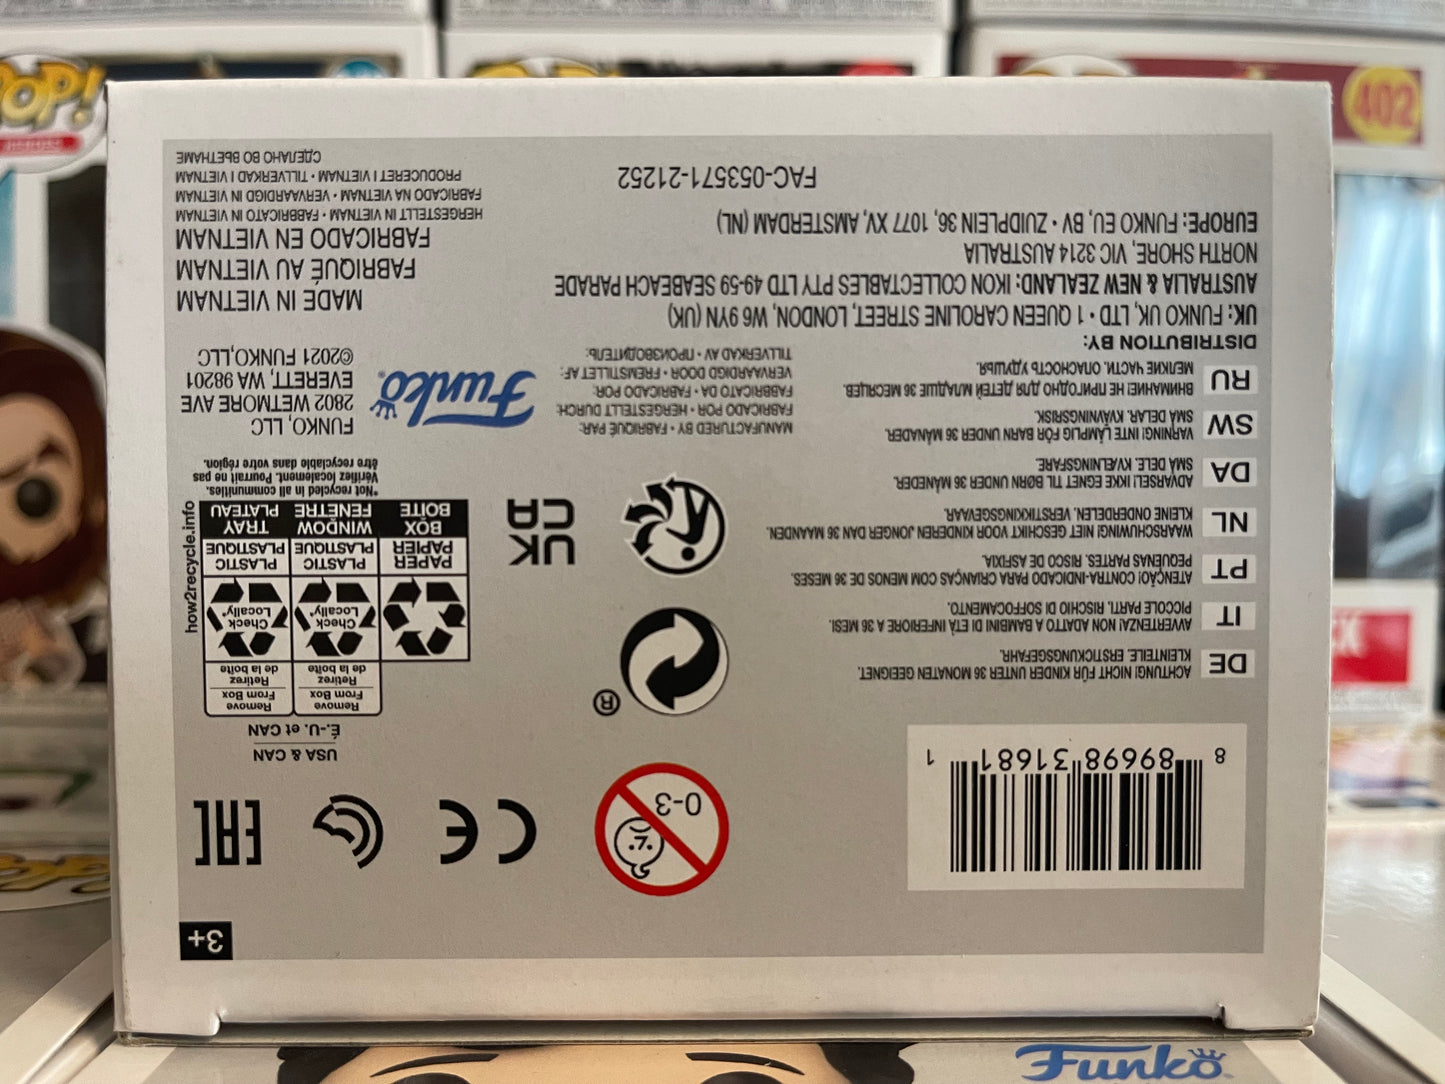 3+
8 89698 31681 1
0-3
CE
EAC
USA & CAN
É.-U. et CAN
Remove
From Box
Retirez
de la boîte
Remove
From Box
Retirez
de la boîte
Check
Locally*
Check
Locally*
PAPER
PAPIER
PLASTIC
PLASTIQUE
PLASTIC
PLASTIQUE
BOX
BOÎTE
WINDOW
FENÊTRE
TRAY
PLATEAU
how2recycle.info
*Not recycled in all communities.
Vérifiez localement. Pourrait ne pas
être recyclable dans votre région.
®
UK
CA
DE
ACHTUNG! NICHT FÜR KINDER UNTER 36 MONATEN GEEIGNET.
KLEINTEILE. ERSTICKUNGSGEFAHR.
IT
AVVERTENZA! NON ADATTO A BAMBINI DI ETÀ INFERIORE A 36 MESI.
PICCOLE PARTI. RISCHIO DI SOFFOCAMENTO.
PT
ATENÇÃO! CONTRA-INDICADO PARA CRIANÇAS COM MENOS DE 36 MESES.
PEQUENAS PARTES. RISCO DE ASFIXIA
NL
WAARSCHUWING! NIET GESCHIKT VOOR KINDEREN JONGER DAN 36 MAANDEN.
KLEINE ONDERDELEN. VERSTIKKINGSGEVAAR.
DA
ADVARSEL! IKKE EGNET TIL BØRN UNDER 36 MÅNEDER.
SMÅ DELE. KVÆLNINGSFARE.
SW
VARNING! INTE LÄMPLIG FÖR BARN UNDER 36 MÅNADER.
SMÅ DELAR. KVÄVNINGSRISK.
RU
ВНИМАНИЕ! НЕ ПРИГОДНО ДЛЯ ДЕТЕЙ МЛАДШЕ 36 МЕСЯЦЕВ.
МЕЛКИЕ ЧАСТИ. ОПАСНОСТЬ УДУШЬЯ.
MANUFACTURED BY • FABRIQUÉ PAR:
FABRICADO POR • HERGESTELLT DURCH:
FABBRICATO DA • FABRICADO POR:
VERVAARDIGD DOOR • FREMSTILLET AF:
TILLVERKAD AV • ПРОИЗВОДИТЕЛЬ:
Funko®
FUNKO, LLC
2802 WETMORE AVE
EVERETT, WA 98201
©2021 FUNKO,LLC
DISTRIBUTION BY:
UK: FUNKO UK, LTD • 1 QUEEN CAROLINE STREET, LONDON, W6 9YN (UK)
AUSTRALIA & NEW ZEALAND: IKON COLLECTABLES PTY LTD 49-59 SEABEACH PARADE
NORTH SHORE, VIC 3214 AUSTRALIA
EUROPE: FUNKO EU, BV • ZUIDPLEIN 36, 1077 XV, AMSTERDAM (NL)
FAC-053571-21252
MADE IN VIETNAM
FABRIQUÉ AU VIETNAM
FABRICADO EN VIETNAM
HERGESTELLT IN VIETNAM • FABBRICATO IN VIETNAM
FABRICADO NA VIETNAM • VERVAARDIGD IN VIETNAM
PRODUCERET I VIETNAM • TILLVERKAD I VIETNAM
СДЕЛАНО ВО ВЬЕТНАМЕ
POP!
HEROES
402
Funko